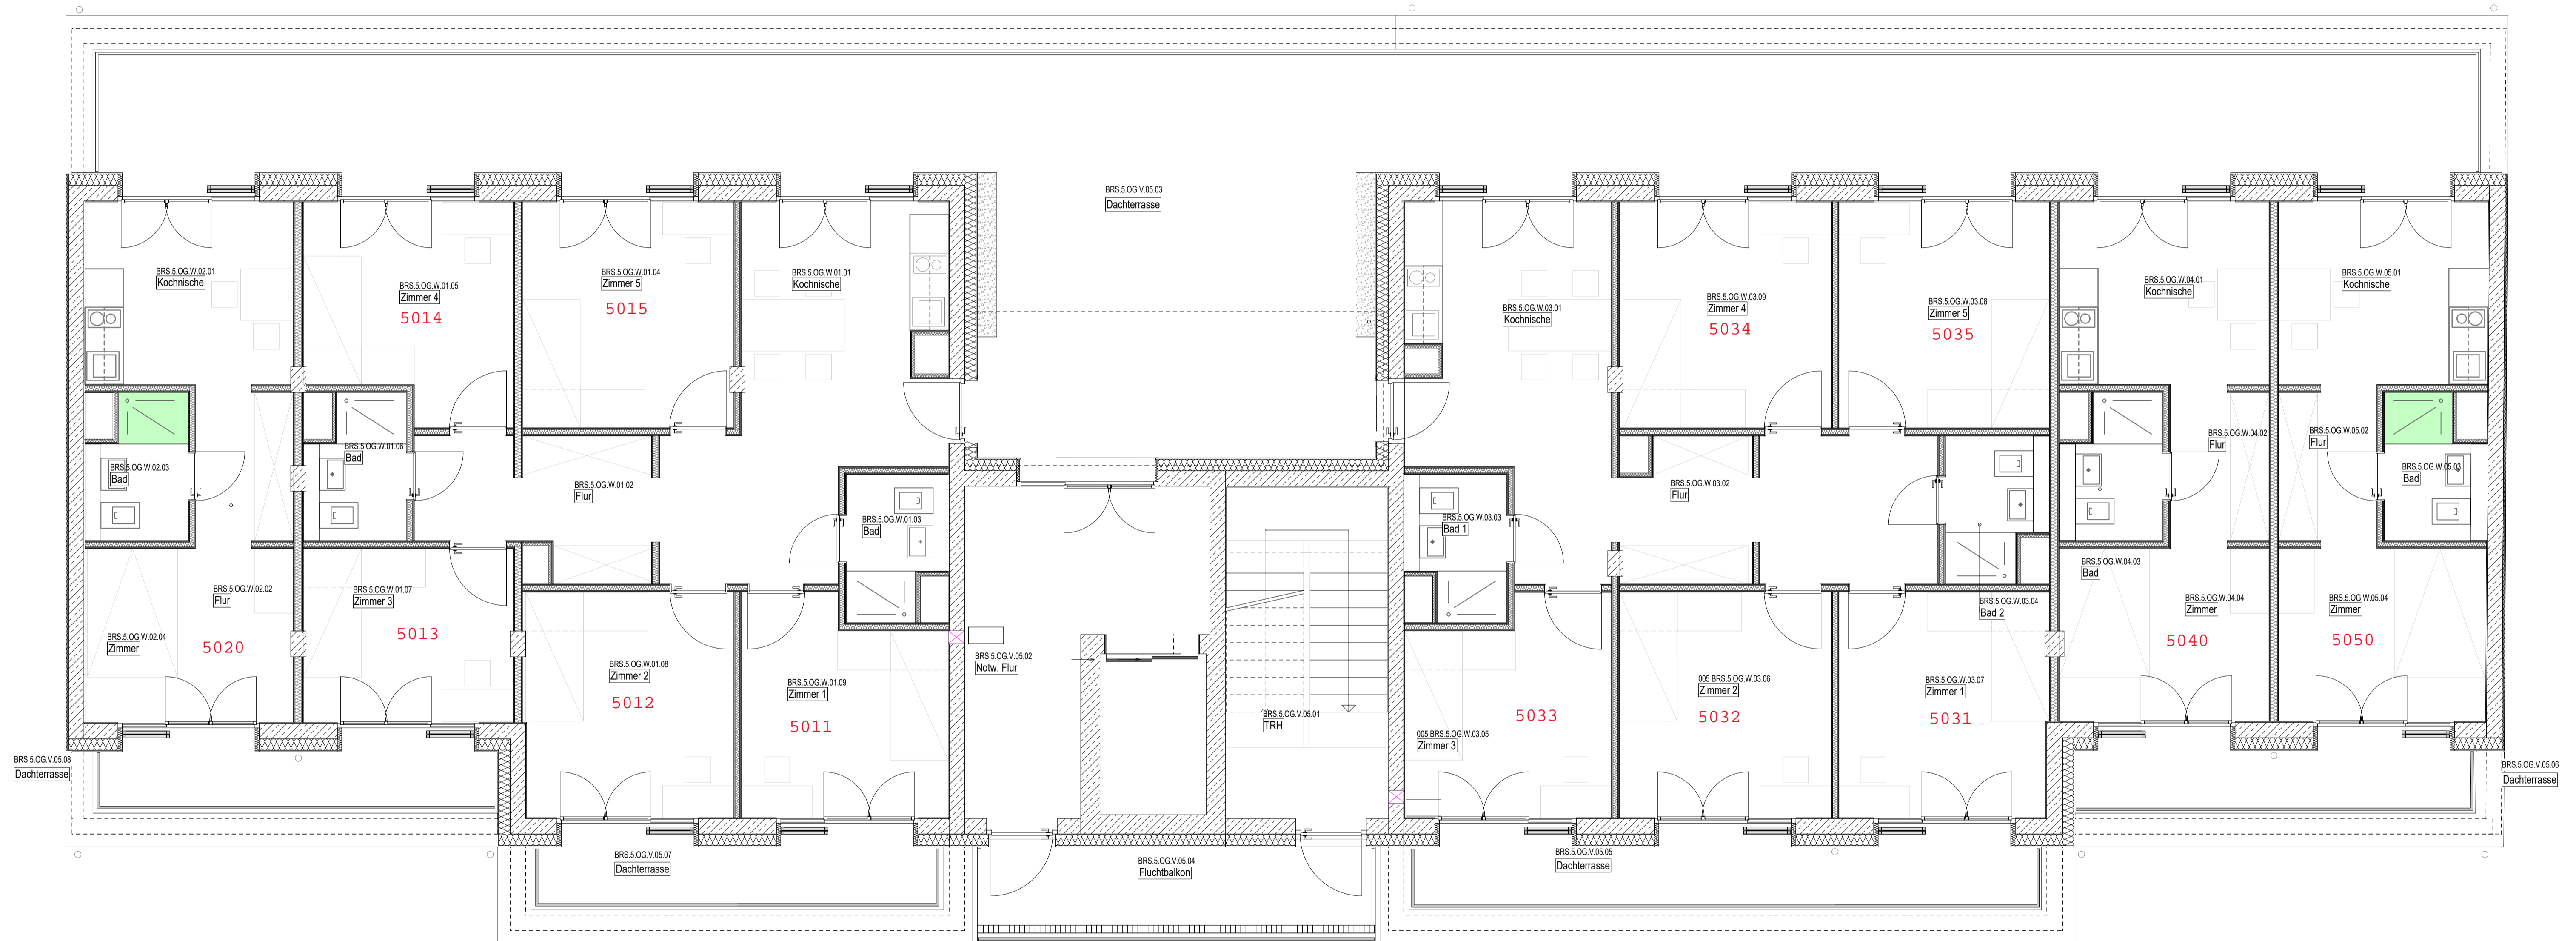 BRS.5.OG.V.05.03
Dachterrasse
BRS.5.OG.W.02.01
Kochnische
BRS.5.OG.W.01.05
Zimmer 4
5014
BRS.5.OG.W.01.04
Zimmer 5
5015
BRS.5.OG.W.01.01
Kochnische
BRS.5.OG.W.03.01
Kochnische
BRS.5.OG.W.03.09
Zimmer 4
5034
BRS.5.OG.W.03.08
Zimmer 5
5035
BRS.5.OG.W.04.01
Kochnische
BRS.5.OG.W.05.01
Kochnische
BRS.5.OG.W.02.03
Bad
BRS.5.OG.W.01.06
Bad
BRS.5.OG.W.01.02
Flur
BRS.5.OG.W.01.03
Bad
BRS.5.OG.W.03.03
Bad 1
BRS.5.OG.W.03.02
Flur
BRS.5.OG.W.04.02
Flur
BRS.5.OG.W.05.02
Flur
BRS.5.OG.W.05.03
Bad
BRS.5.OG.W.02.02
Flur
BRS.5.OG.W.02.04
Zimmer
5020
BRS.5.OG.W.01.07
Zimmer 3
5013
BRS.5.OG.W.01.08
Zimmer 2
5012
BRS.5.OG.W.01.09
Zimmer 1
5011
BRS.5.OG.V.05.02
Notw. Flur
BRS.5.OG.V.05.01
TRH
005 BRS.5.OG.W.03.05
Zimmer 3
5033
005 BRS.5.OG.W.03.06
Zimmer 2
5032
BRS.5.OG.W.03.07
Zimmer 1
5031
BRS.5.OG.W.03.04
Bad 2
BRS.5.OG.W.04.03
Bad
BRS.5.OG.W.04.04
Zimmer
5040
BRS.5.OG.W.05.04
Zimmer
5050
BRS.5.OG.V.05.08
Dachterrasse
BRS.5.OG.V.05.07
Dachterrasse
BRS.5.OG.V.05.04
Fluchtbalkon
BRS.5.OG.V.05.05
Dachterrasse
BRS.5.OG.V.05.06
Dachterrasse